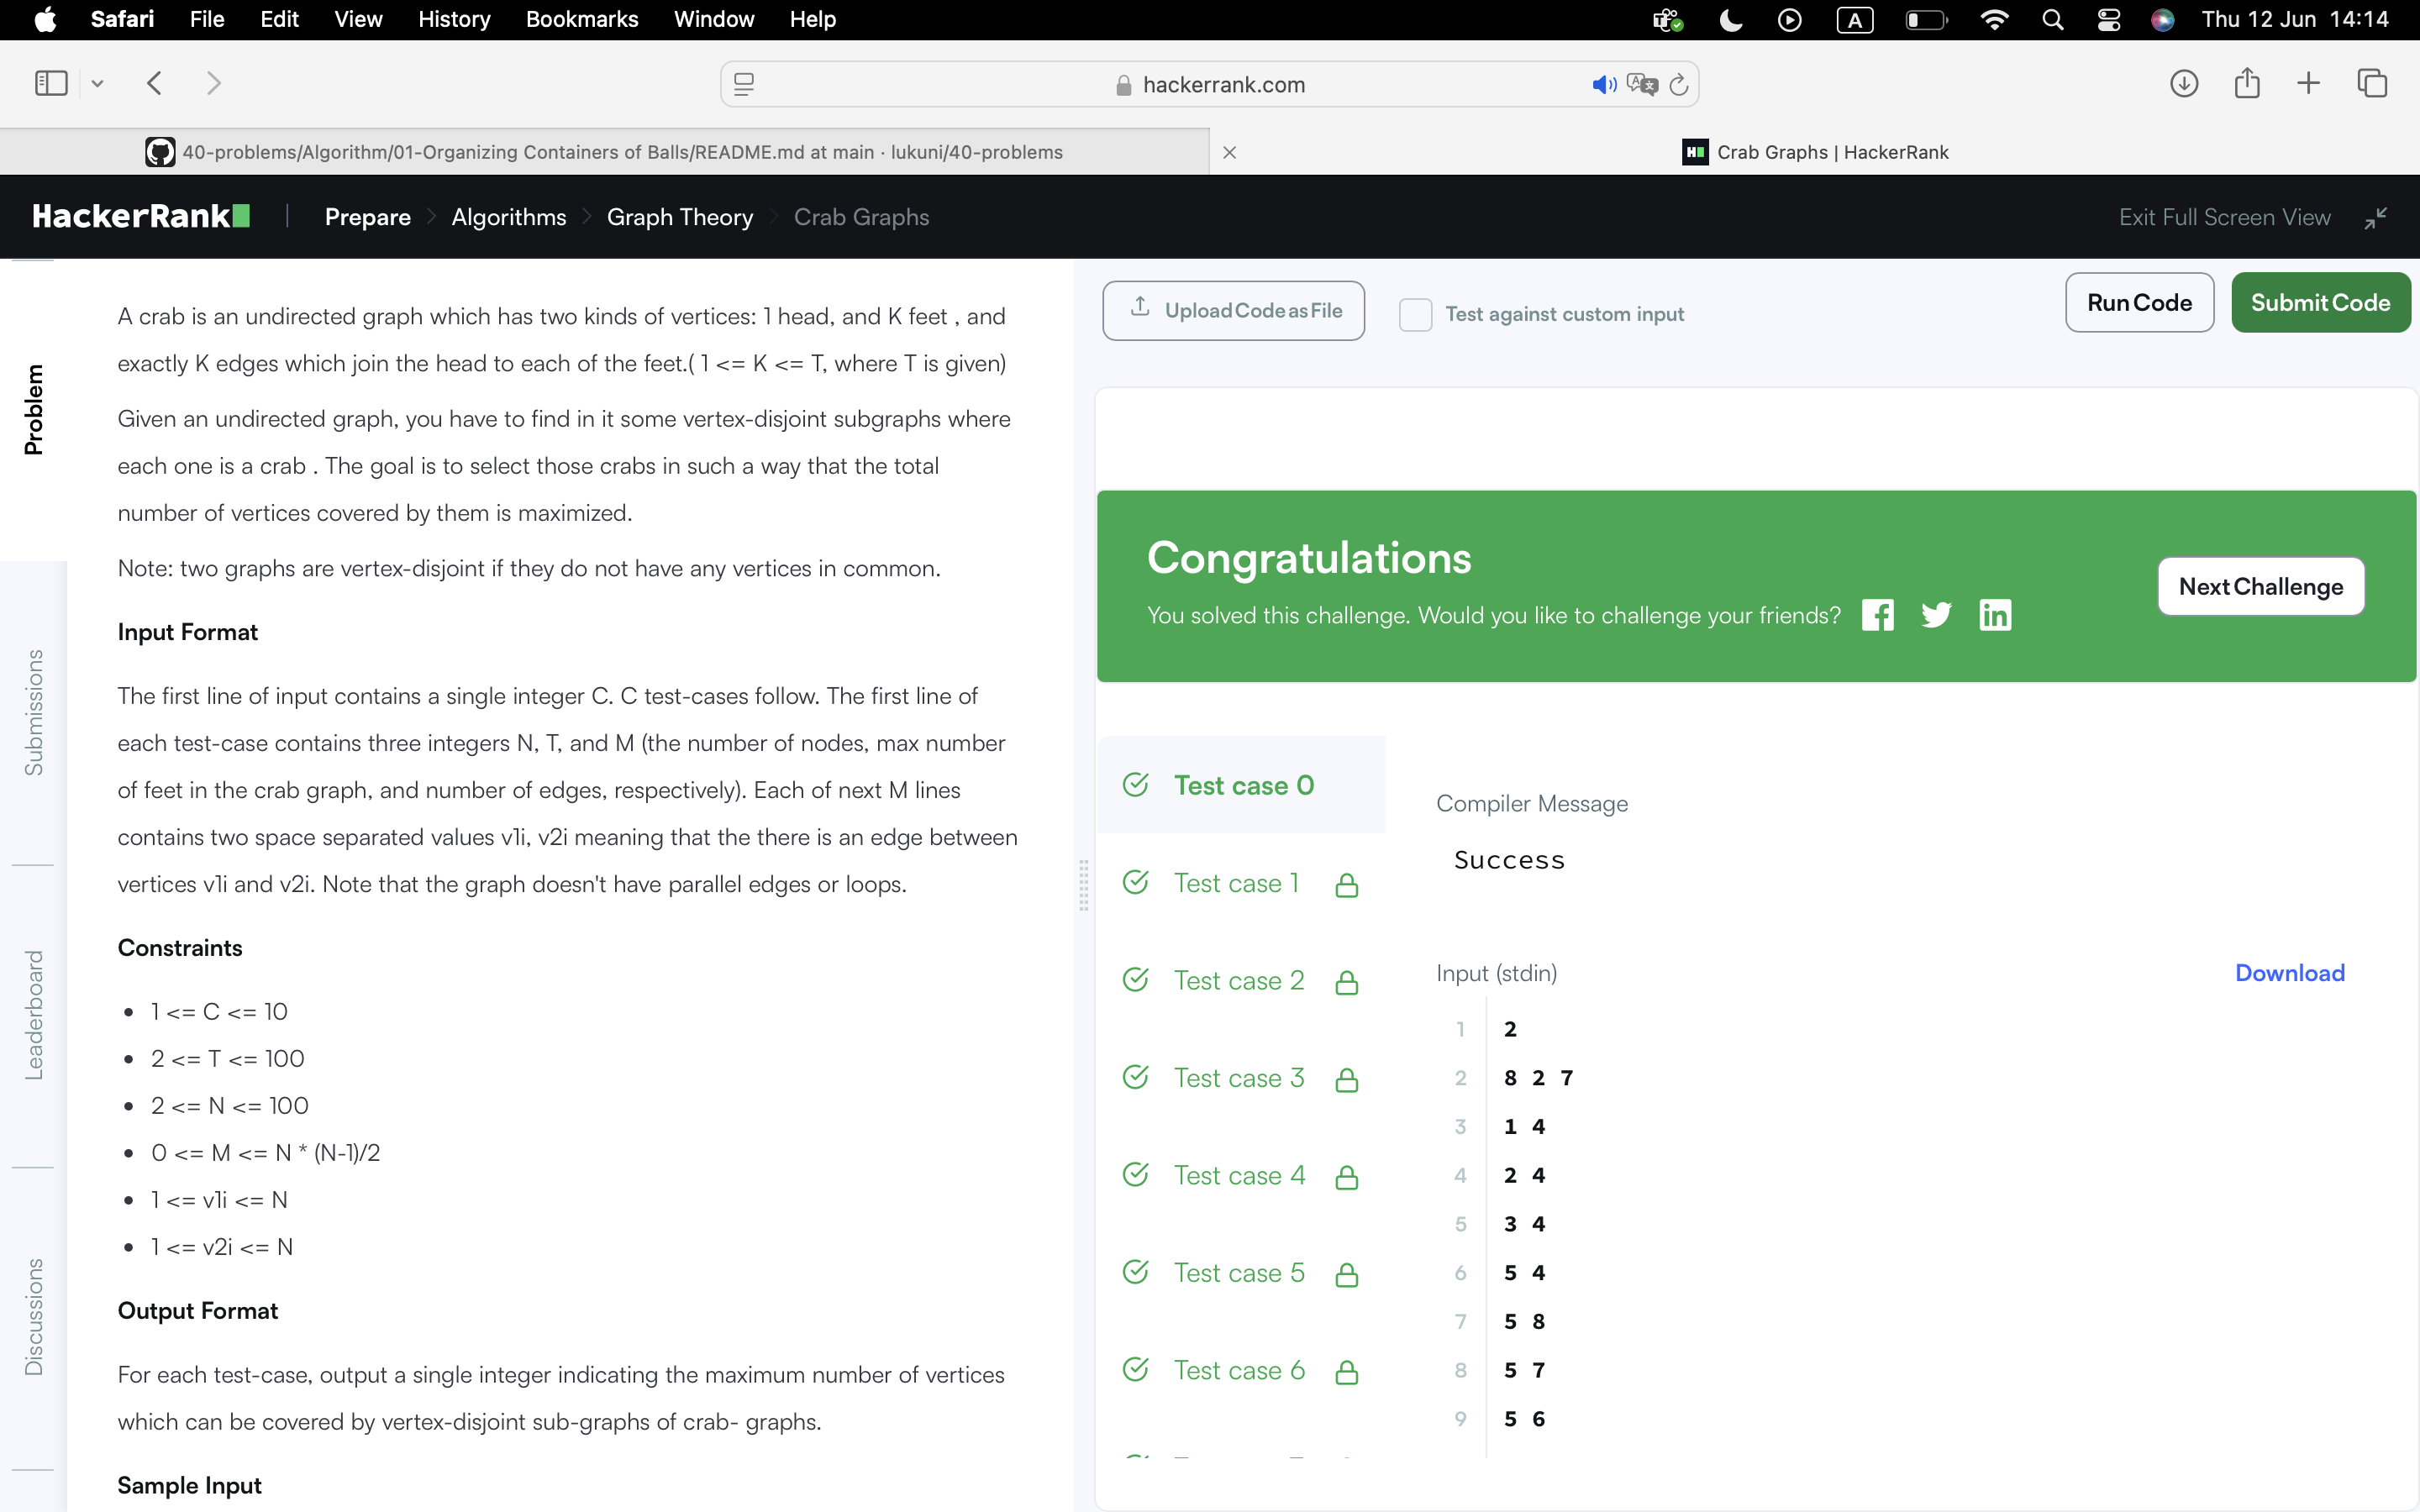 Safari File Edit View History Bookmarks Window Help
A
Thu 12 Jun 14:14
hackerrank.com
40-problems/Algorithm/01-Organizing Containers of Balls/README.md at main · lukuni/40-problems
Crab Graphs | HackerRank
HackerRank
Prepare
Algorithms
Graph Theory
Crab Graphs
Exit Full Screen View
Problem
Submissions
Leaderboard
Discussions
A crab is an undirected graph which has two kinds of vertices: 1 head, and K feet , and
exactly K edges which join the head to each of the feet.( 1 <= K <= T, where T is given)
Given an undirected graph, you have to find in it some vertex-disjoint subgraphs where
each one is a crab . The goal is to select those crabs in such a way that the total
number of vertices covered by them is maximized.
Note: two graphs are vertex-disjoint if they do not have any vertices in common.
Input Format
The first line of input contains a single integer C. C test-cases follow. The first line of
each test-case contains three integers N, T, and M (the number of nodes, max number
of feet in the crab graph, and number of edges, respectively). Each of next M lines
contains two space separated values v1i, v2i meaning that the there is an edge between
vertices v1i and v2i. Note that the graph doesn't have parallel edges or loops.
Constraints
• 1 <= C <= 10
• 2 <= T <= 100
• 2 <= N <= 100
• 0 <= M <= N * (N-1)/2
• 1 <= v1i <= N
• 1 <= v2i <= N
Output Format
For each test-case, output a single integer indicating the maximum number of vertices
which can be covered by vertex-disjoint sub-graphs of crab- graphs.
Sample Input
Upload Code as File
Test against custom input
Run Code
Submit Code
Congratulations
You solved this challenge. Would you like to challenge your friends?
Next Challenge
Test case 0
Test case 1
Test case 2
Test case 3
Test case 4
Test case 5
Test case 6
Compiler Message
Success
Input (stdin)
Download
1 2
2 8 2 7
3 1 4
4 2 4
5 3 4
6 5 4
7 5 8
8 5 7
9 5 6